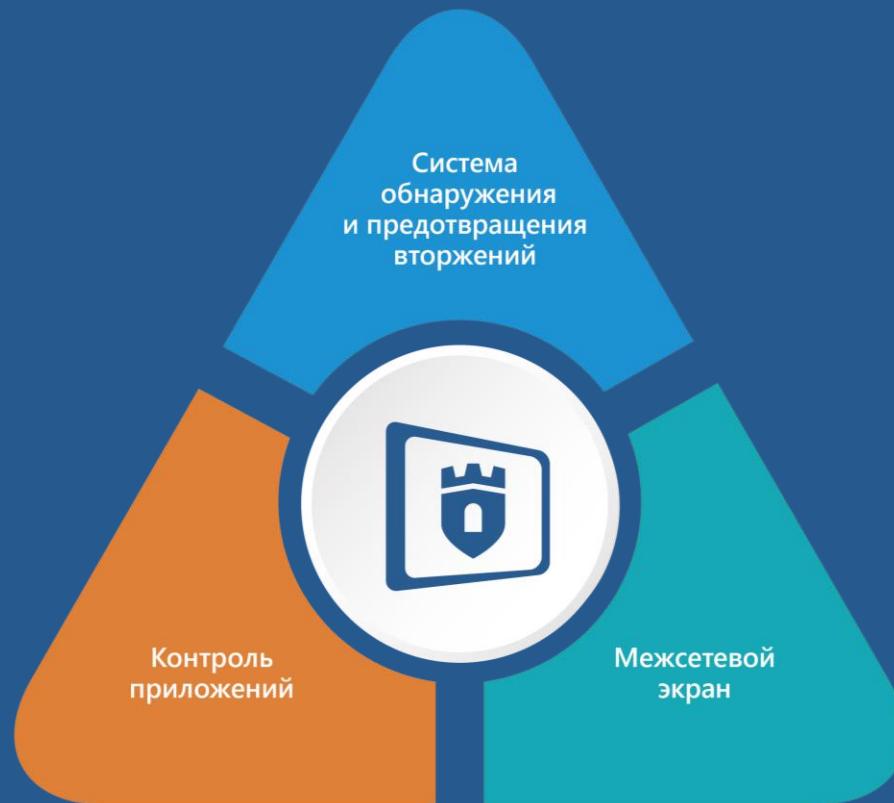 Система
обнаружения
и предотвращения
вторжений
Контроль
приложений
Межсетевой
экран